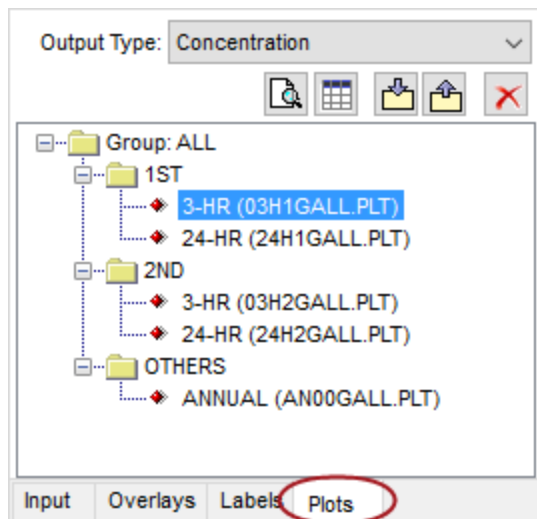 Output Type: Concentration
Group: ALL
1ST
3-HR (03H1GALL.PLT)
24-HR (24H1GALL.PLT)
2ND
3-HR (03H2GALL.PLT)
24-HR (24H2GALL.PLT)
OTHERS
ANNUAL (AN00GALL.PLT)
Input Overlays Labels Plots